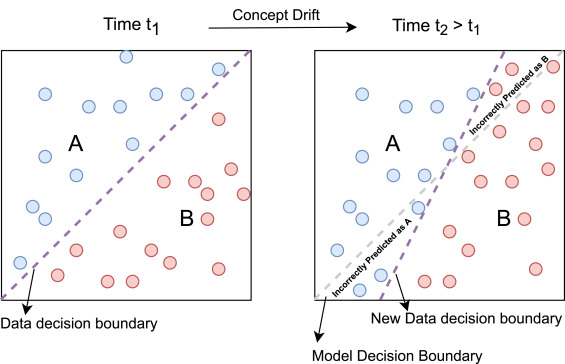 Time t1
Concept Drift
Time t2 > t1
A
B
Data decision boundary
Incorrectly Predicted as B
A
Incorrectly Predicted as A
B
New Data decision boundary
Model Decision Boundary